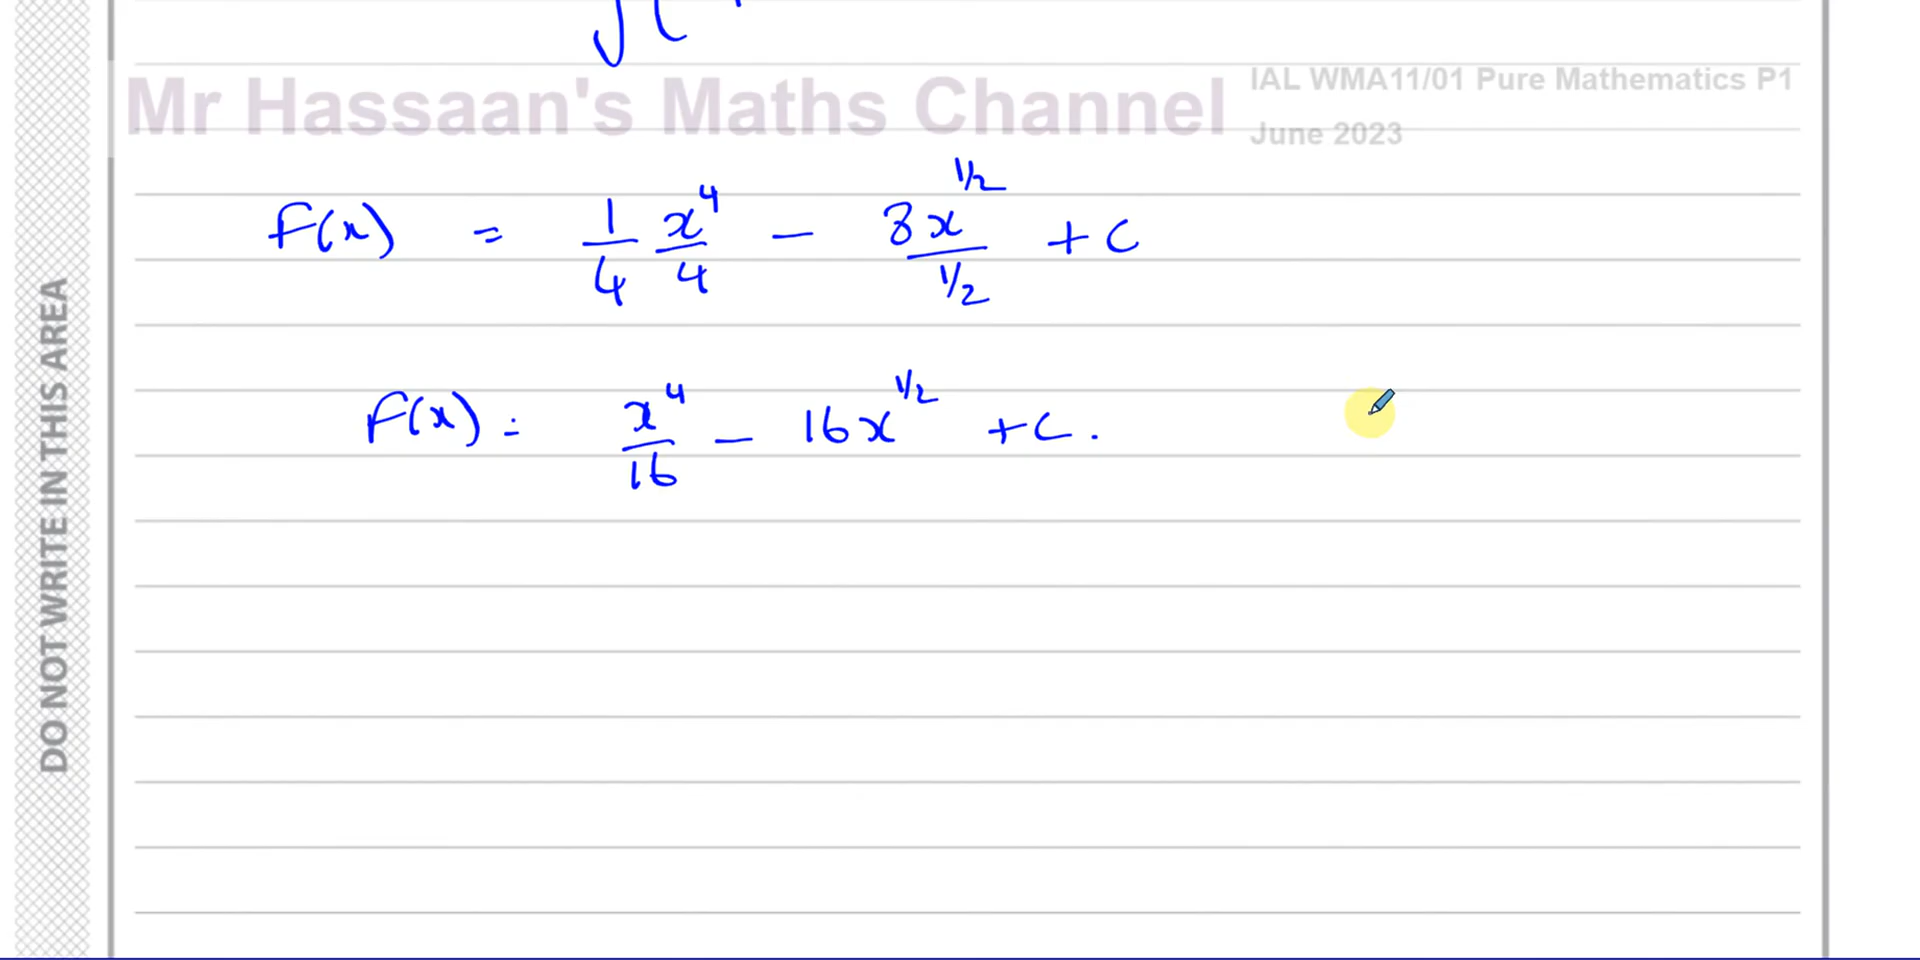 Mr Hassaan's Maths Channel
IAL WMA11/01 Pure Mathematics P1
June 2023
f(x) = 1/4 x^4/4 - 8x^1/2 / 1/2 + c
f(x) = x^4/16 - 16x^1/2 + c.
DO NOT WRITE IN THIS AREA